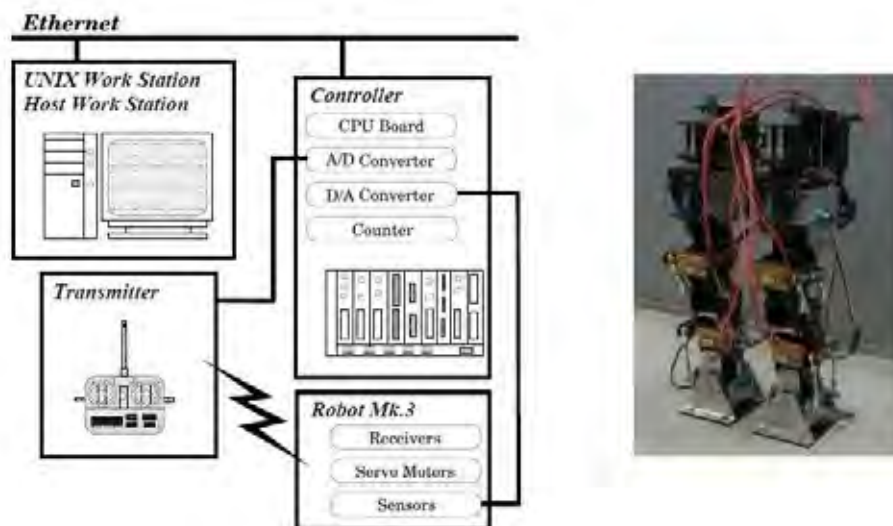 Ethernet
UNIX Work Station
Host Work Station
Controller
CPU Board
A/D Converter
D/A Converter
Counter
Transmitter
Robot Mk.3
Receivers
Servo Motors
Sensors